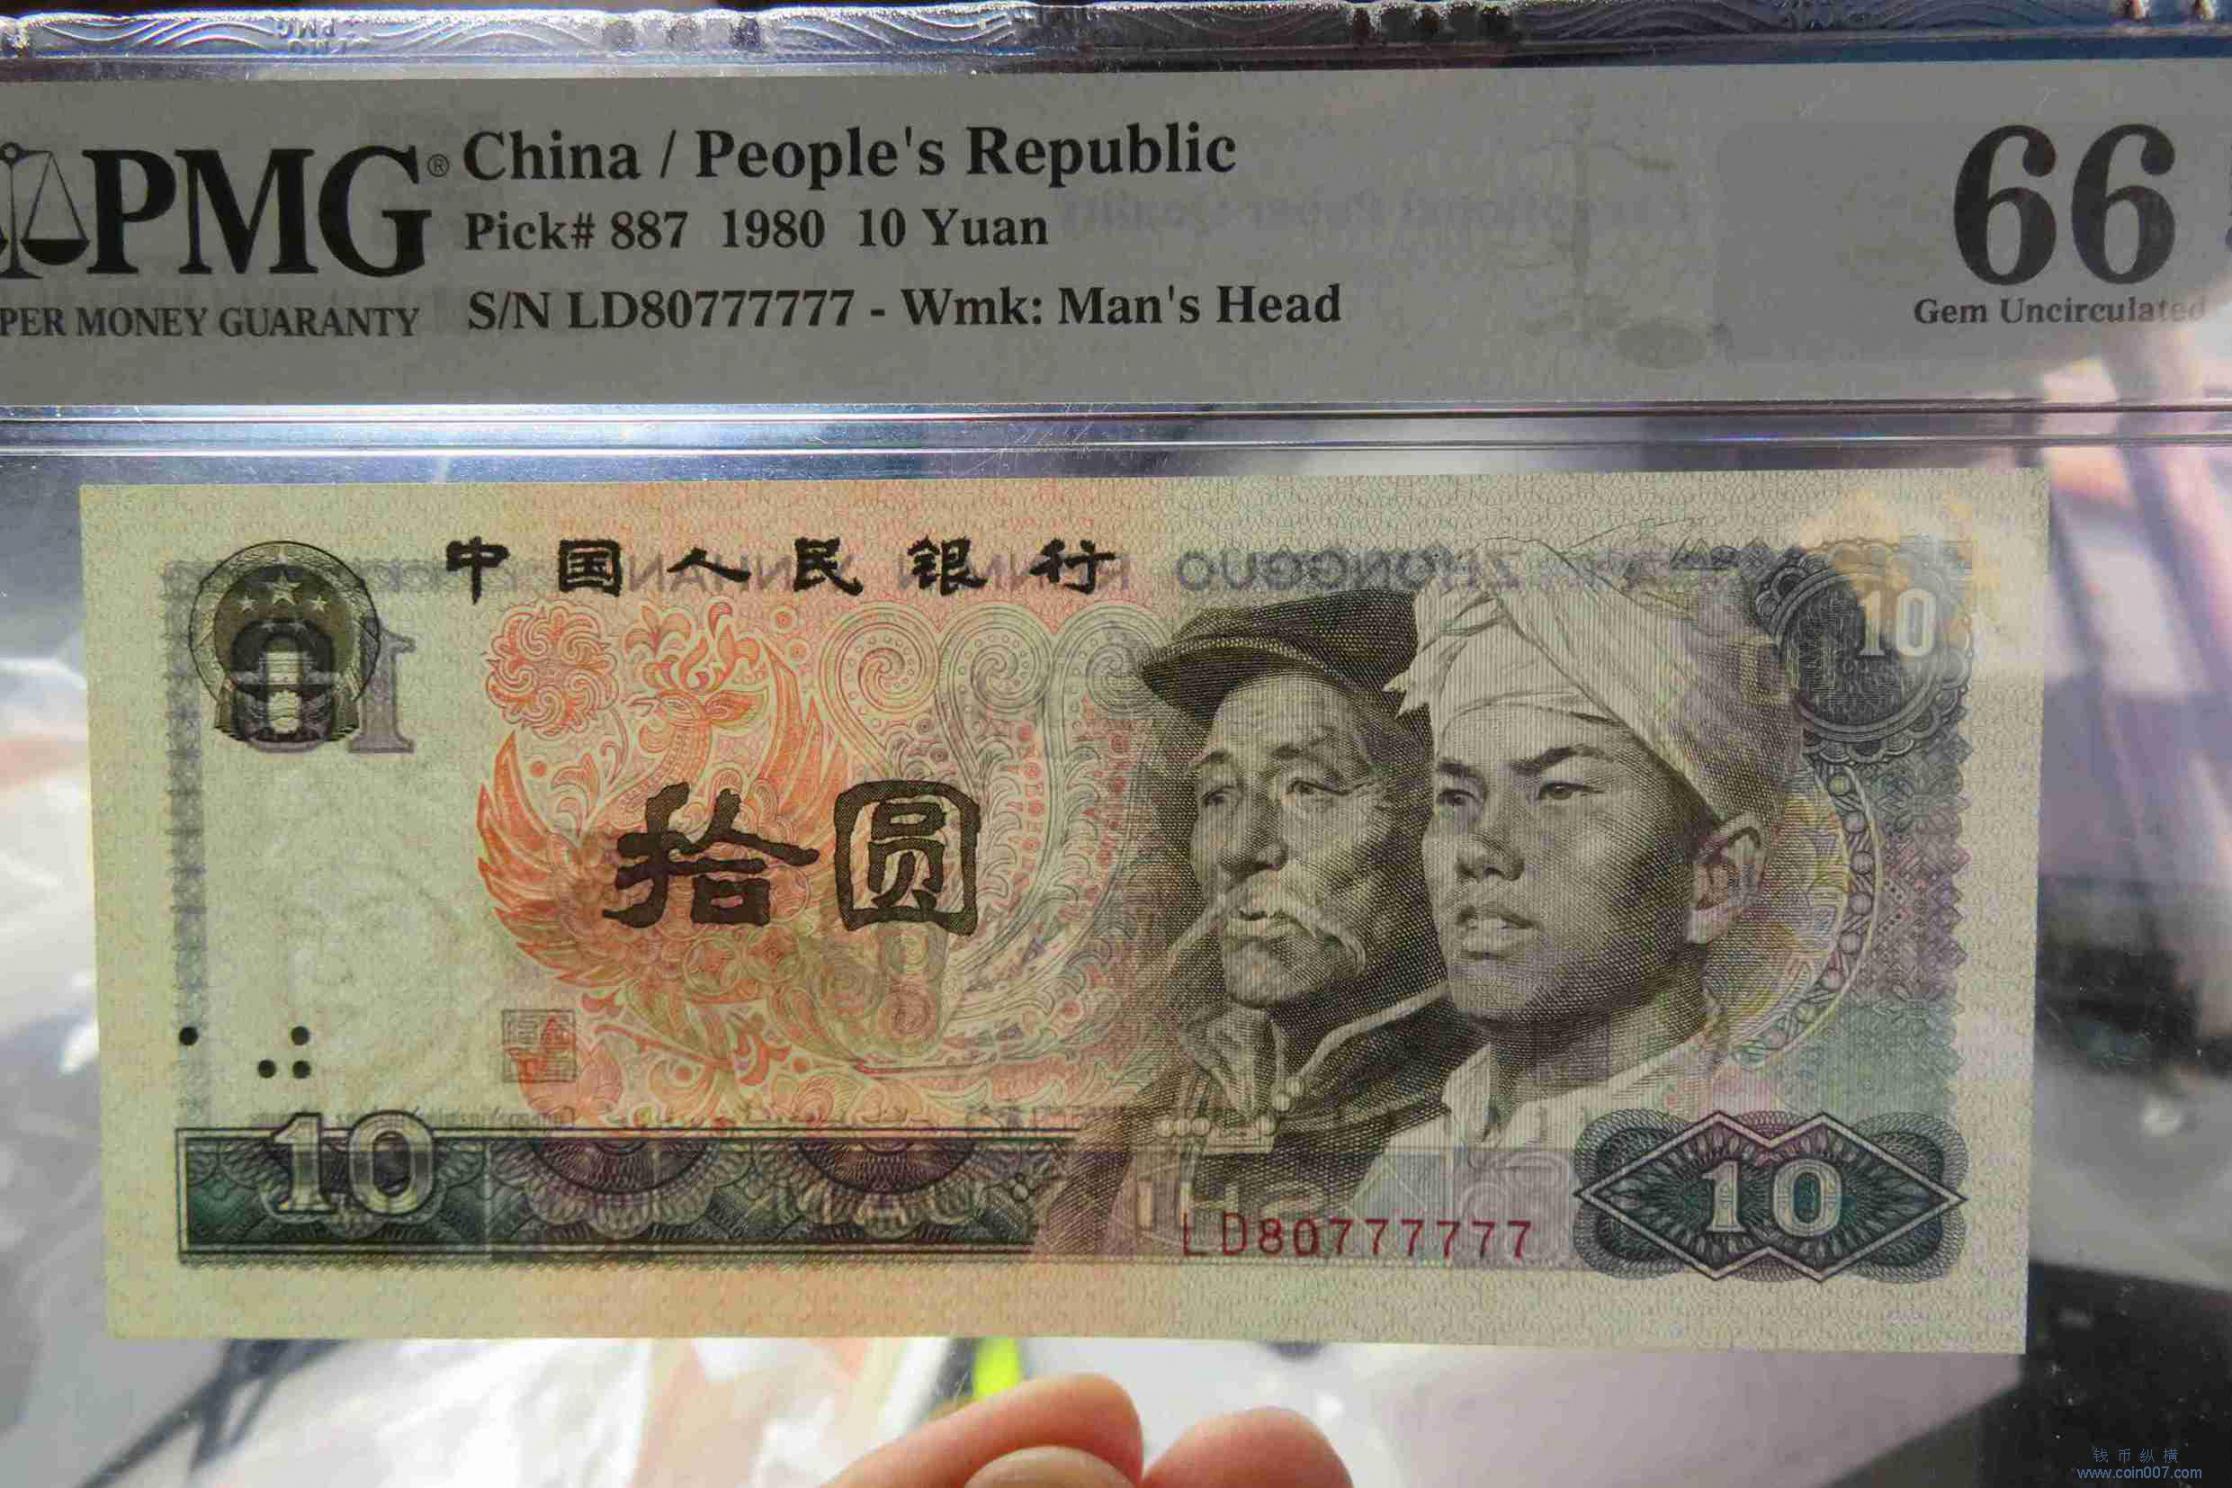 PMG® China / People's Republic
Pick# 887 1980 10 Yuan
PER MONEY GUARANTY S/N LD80777777 - Wmk: Man's Head
66
Gem Uncirculated
中国人民银行
10
拾圆
10
LD80777777
10
钱币纵横
www.coin007.com